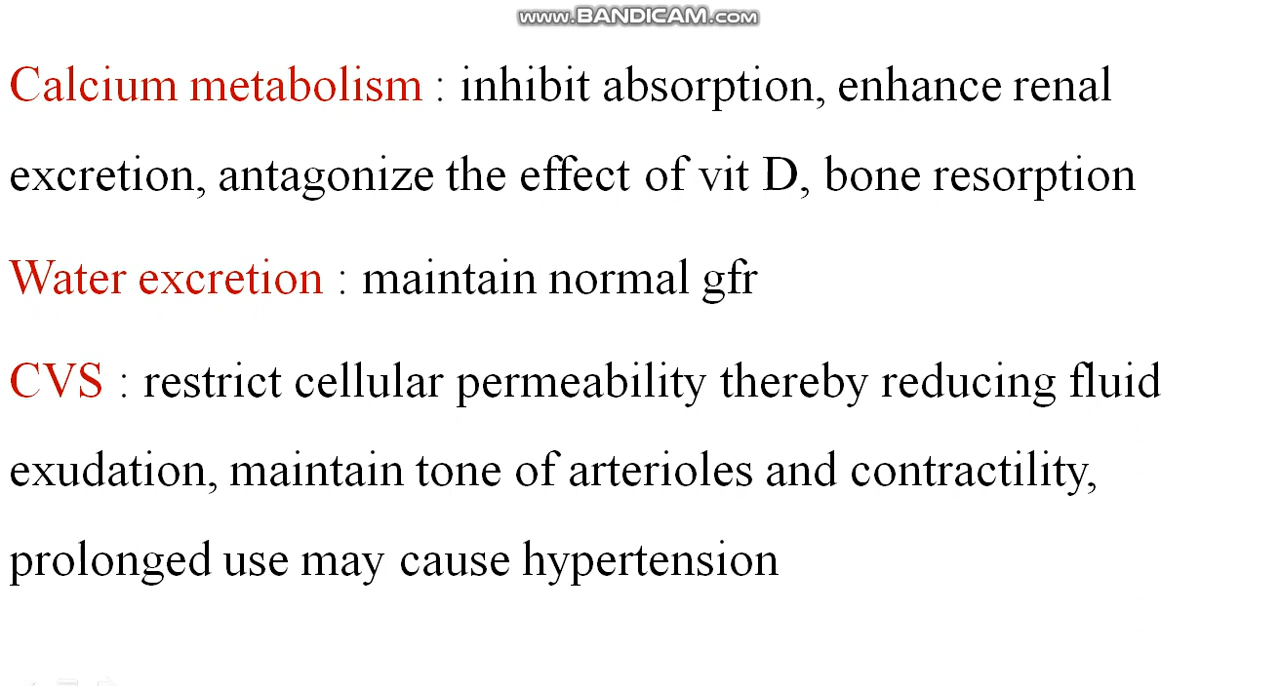 www.BANDICAM.com
Calcium metabolism : inhibit absorption, enhance renal
excretion, antagonize the effect of vit D, bone resorption
Water excretion : maintain normal gfr
CVS : restrict cellular permeability thereby reducing fluid
exudation, maintain tone of arterioles and contractility,
prolonged use may cause hypertension